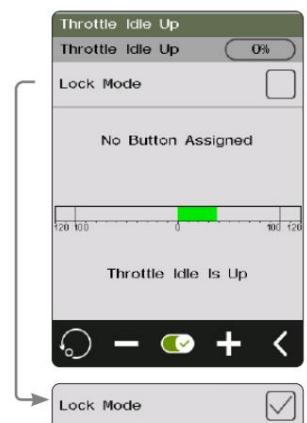 Throttle Idle Up
Throttle Idle Up 0%
Lock Mode
No Button Assigned
120 100 0 100 120
Throttle Idle Is Up
Lock Mode